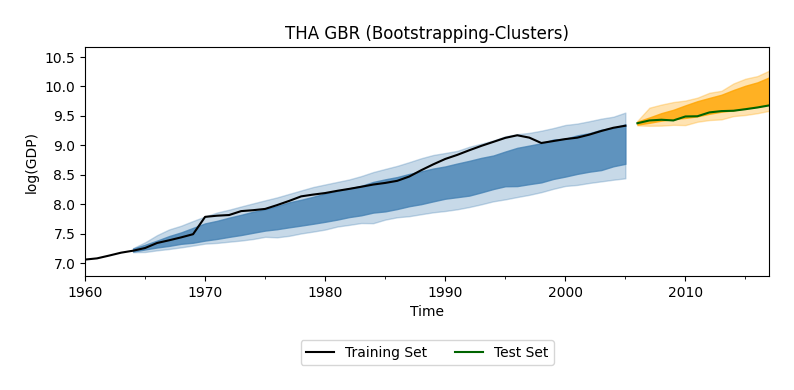 THA GBR (Bootstrapping-Clusters)
10.5
10.0
9.5
9.0
8.5
8.0
7.5
7.0
log(GDP)
1960
1970
1980
1990
2000
2010
Time
Training Set
Test Set